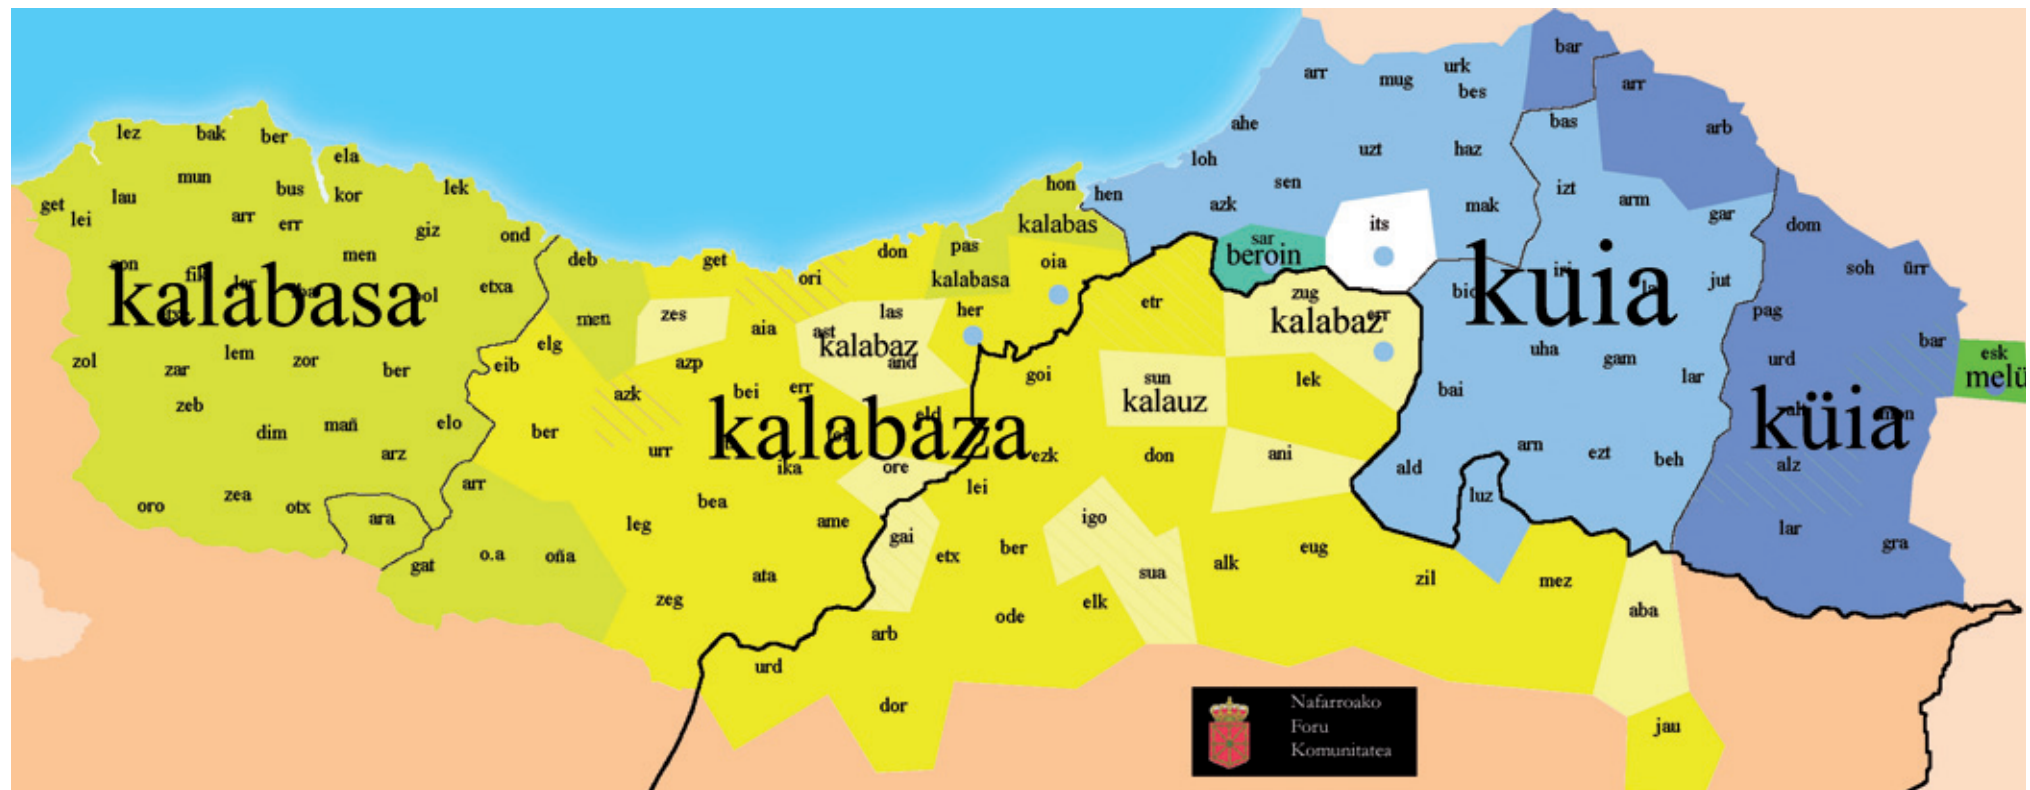 bar
arr
mug
urk
bes
arr
lez
bak
ber
ahe
bas
arb
ela
loh
uzt
haz
mun
bus
kor
lek
hon
hen
sen
izt
arm
get
lei
lau
arr
err
giz
ond
kalabas
azk
mak
gar
dom
its
men
deb
get
ori
don
pas
kalabasa
oia
sar
beroin
soh
ürr
etxa
kalabasa
men
zes
aia
las
ast
kalabaz
and
her
etr
zug
kalabaz
kuia
jut
pag
bar
zol
zar
lem
zor
ber
eib
elg
azp
azk
bei
err
goi
sun
kalauz
lek
bai
uha
gam
lar
urd
esk
melü
zeb
dim
mañ
elo
arz
ber
urr
kalabaza
eld
ika
ore
ezk
don
ani
ald
arn
ezt
beh
küia
alz
oro
zea
otx
ara
arr
leg
bea
ame
lei
igo
luz
lar
gra
gat
o.a
oña
ata
gai
etx
ber
sua
alk
eug
zil
mez
zeg
arb
ode
elk
aba
urd
dor
jau
Nafarroako
Foru
Komunitatea